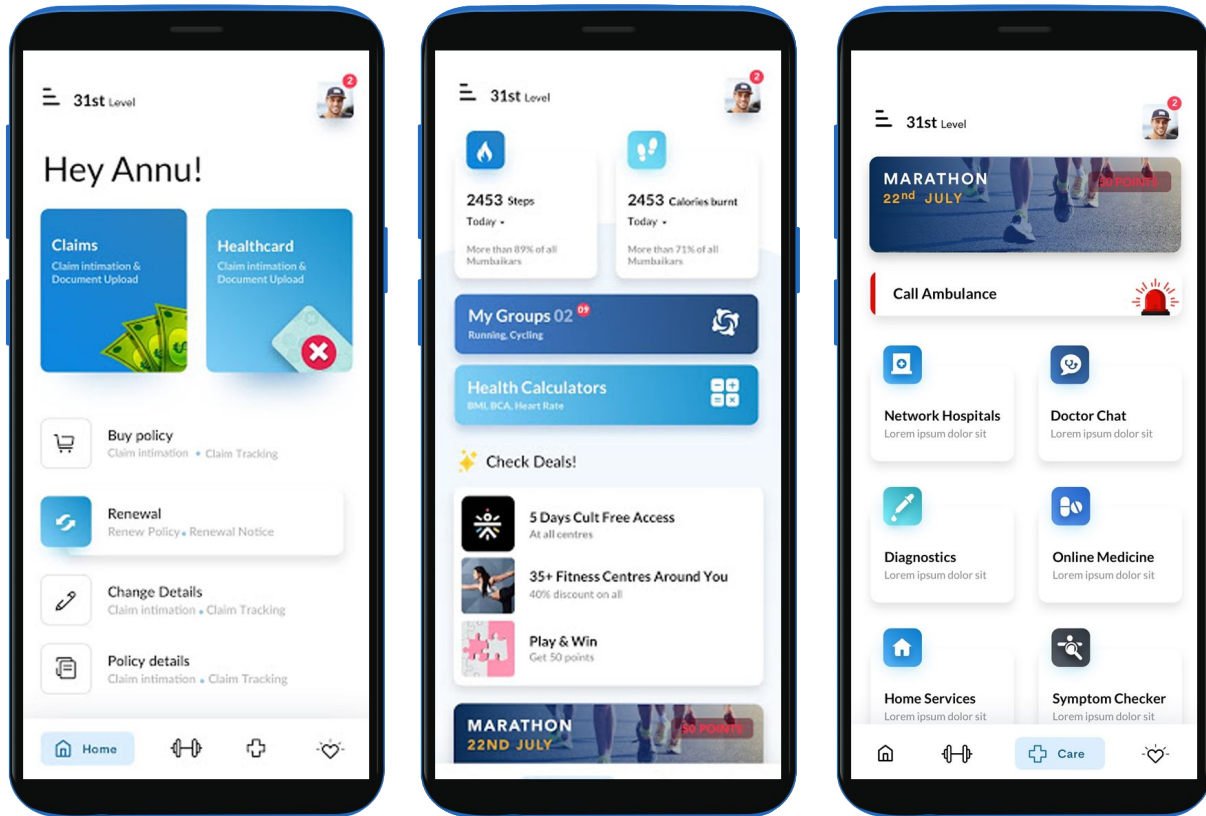 31st Level
2
Hey Annu!
Claims
Claim intimation &
Document Upload
Healthcard
Claim intimation &
Document Upload
Buy policy
Claim intimation • Claim Tracking
Renewal
Renew Policy • Renewal Notice
Change Details
Claim intimation • Claim Tracking
Policy details
Claim intimation • Claim Tracking
Home
31st Level
2
2453 Steps
Today
More than 89% of all
Mumbaikars
2453 Calories burnt
Today
More than 71% of all
Mumbaikars
My Groups 02 09
Running, Cycling
Health Calculators
BMI, BCA, Heart Rate
Check Deals!
5 Days Cult Free Access
At all centres
35+ Fitness Centres Around You
40% discount on all
Play & Win
Get 50 points
MARATHON
50 POINTS
22ND JULY
31st Level
2
MARATHON
50 POINTS
22nd JULY
Call Ambulance
Network Hospitals
Lorem ipsum dolor sit
Doctor Chat
Lorem ipsum dolor sit
Diagnostics
Lorem ipsum dolor sit
Online Medicine
Lorem ipsum dolor sit
Home Services
Lorem ipsum dolor sit
Symptom Checker
Lorem ipsum dolor sit
Care